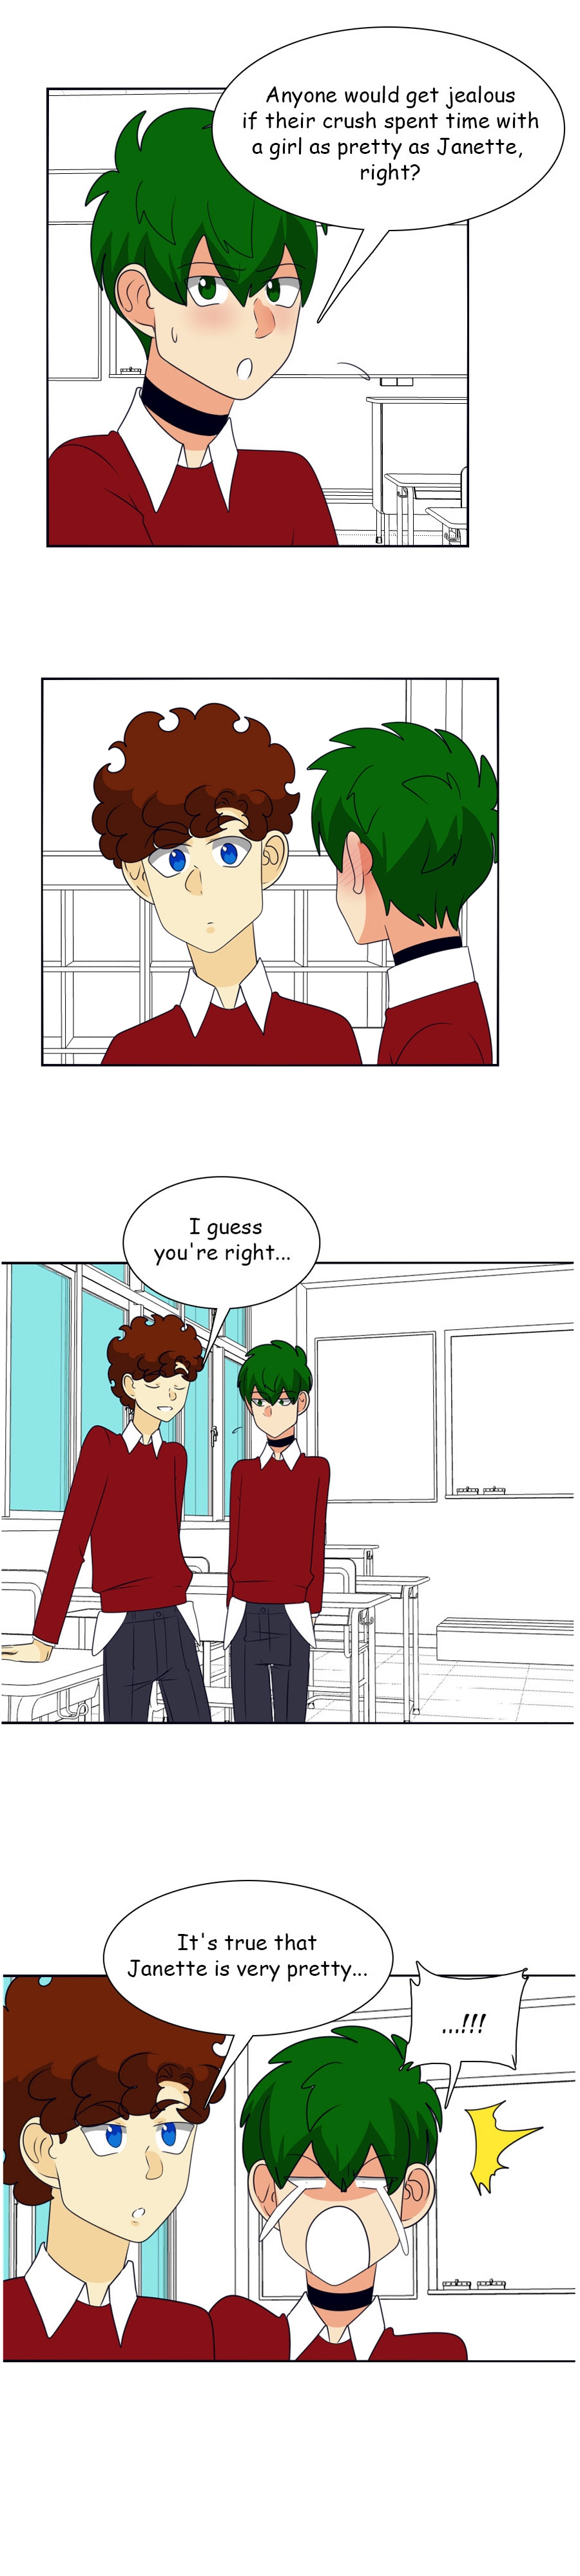 Anyone would get jealous
if their crush spent time with
a girl as pretty as Janette,
right?
I guess
you're right...
It's true that
Janette is very pretty...
...!!!